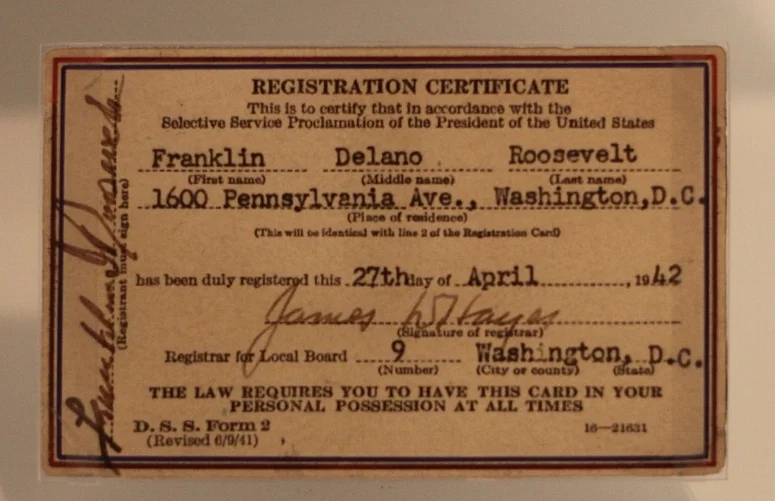 REGISTRATION CERTIFICATE
This is to certify that in accordance with the
Selective Service Proclamation of the President of the United States
Franklin Delano Roosevelt
(First name) (Middle name) (Last name)
1600 Pennsylvania Ave., Washington,D.C.
(Place of residence)
(This will be identical with line 2 of the Registration Card)
has been duly registered this 27th day of April, 1942
James W Hayes
(Signature of registrar)
Registrar for Local Board 9 Washington, D.C.
(Number) (City or county) (State)
THE LAW REQUIRES YOU TO HAVE THIS CARD IN YOUR
PERSONAL POSSESSION AT ALL TIMES
D. S. S. Form 2 16—21631
(Revised 6/9/41)
Franklin D Roosevelt
(Registrant must sign here)